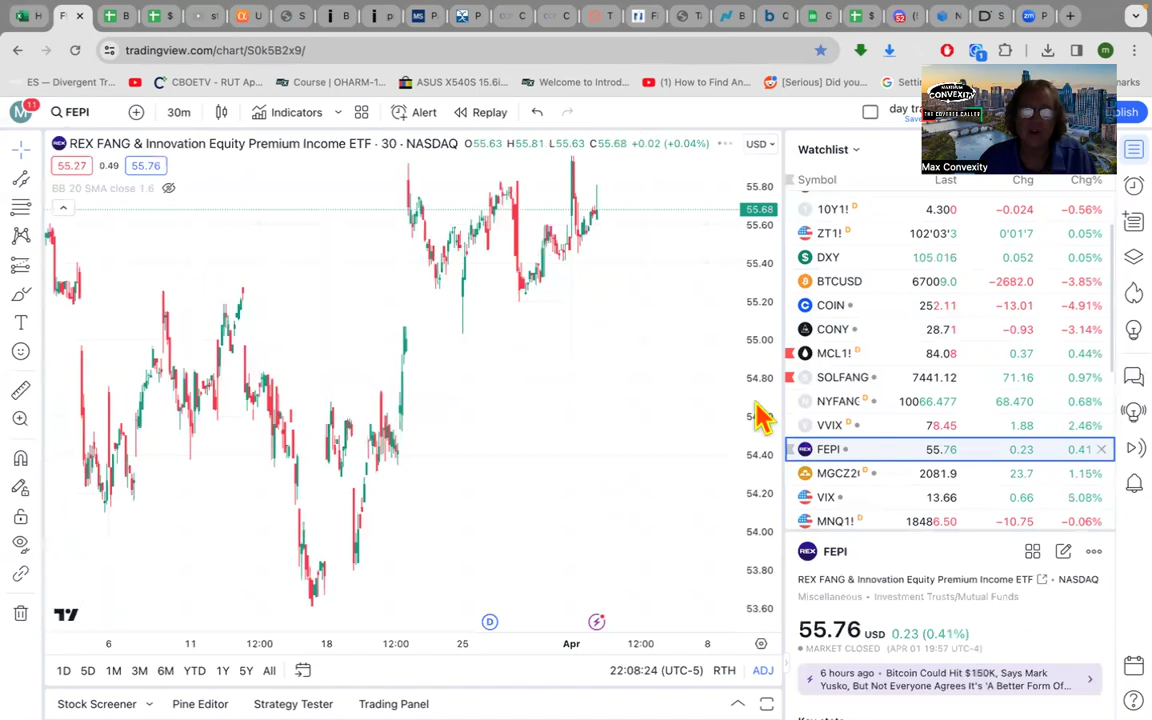 tradingview.com/chart/S0k5B2x9/
ES — Divergent Tr...
CBOETV - RUT Ap...
Course | OHARM-1...
ASUS X540S 15.6i...
Welcome to Introd...
(1) How to Find An...
[Serious] Did you...
11
FEPI
30m
Indicators
Alert
Replay
MAXIMUM
CONVEXITY
THE COVERED CALLER
Max Convexity
REX FANG & Innovation Equity Premium Income ETF · 30 · NASDAQ O55.63 H55.81 L55.63 C55.68 +0.02 (+0.04%)
USD
55.27 0.49 55.76
BB 20 SMA close 1.6
55.80
55.68
55.60
55.40
55.20
55.00
54.80
54.40
54.20
54.00
53.80
53.60
6 11 12:00 18 12:00 25 Apr 12:00 8
1D 5D 1M 3M 6M YTD 1Y 5Y All
22:08:24 (UTC-5) RTH ADJ
Stock Screener Pine Editor Strategy Tester Trading Panel
Watchlist
Symbol Last Chg Chg%
10Y1! D 4.300 −0.024 −0.56%
ZT1! D 102'03'3 0'01'7 0.05%
DXY 105.016 0.052 0.05%
BTCUSD 67009.0 −2682.0 −3.85%
COIN 252.11 −13.01 −4.91%
CONY 28.71 −0.93 −3.14%
MCL1! D 84.08 0.37 0.44%
SOLFANG 7441.12 71.16 0.97%
NYFANG D 10066.477 68.470 0.68%
VVIX D 78.45 1.88 2.46%
FEPI 55.76 0.23 0.41
MGCZ2 D 2081.9 23.7 1.15%
VIX 13.66 0.66 5.08%
MNQ1! D 18486.50 −10.75 −0.06%
FEPI
REX FANG & Innovation Equity Premium Income ETF • NASDAQ
Miscellaneous • Investment Trusts/Mutual Funds
55.76 USD 0.23 (0.41%)
MARKET CLOSED (APR 01 19:57 UTC-4)
6 hours ago • Bitcoin Could Hit $150K, Says Mark
Yusko, But Not Everyone Agrees It's 'A Better Form Of...